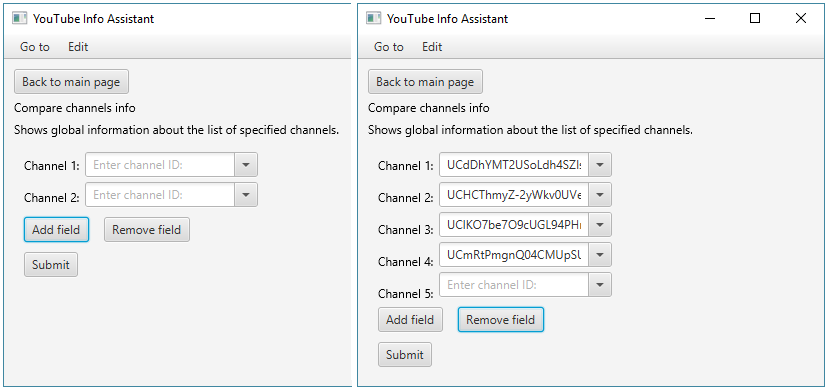 YouTube Info Assistant
Go to Edit
Back to main page
Compare channels info
Shows global information about the list of specified channels.
Channel 1: Enter channel ID:
Channel 2: Enter channel ID:
Add field Remove field
Submit
YouTube Info Assistant
Go to Edit
Back to main page
Compare channels info
Shows global information about the list of specified channels.
Channel 1:
Channel 2: UCHCThmyZ-2yWkv0UVe
Channel 3:
Channel 4: UCmRtPmgnQ04CMUpSU
Channel 5: Enter channel ID:
Add field Remove field
Submit